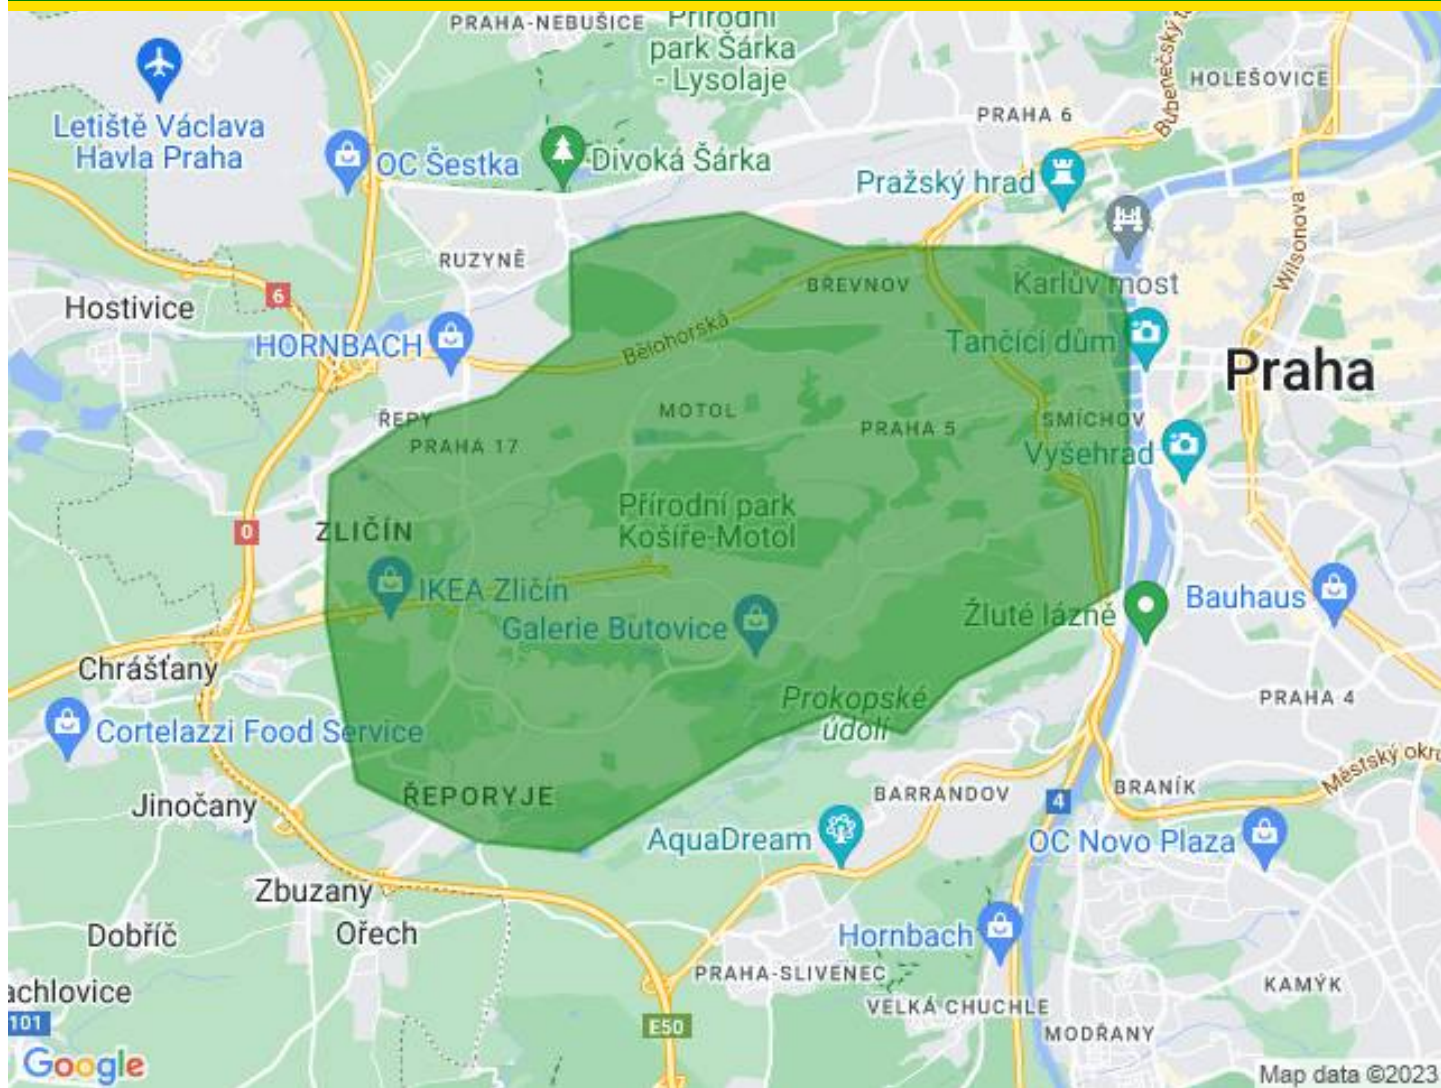 PRAHA-NEBUŠICE
Přírodní
park Šárka
- Lysolaje
Bubenečský t
HOLEŠOVICE
PRAHA 6
Letiště Václava
Havla Praha
OC Šestka
Divoká Šárka
Pražský hrad
Wilsonova
RUZYNĚ
BŘEVNOV
Karlův most
6
Hostivice
HORNBACH
Bělohorská
Tančící dům
Praha
ŘEPY
MOTOL
PRAHA 5
SMÍCHOV
PRAHA 17
Vyšehrad
Přírodní park
Košíře-Motol
0
ZLIČÍN
IKEA Zličín
Galerie Butovice
Žluté lázně
Bauhaus
Chrášťany
Prokopské
údolí
PRAHA 4
Cortelazzi Food Service
Městský okru
Jinočany
ŘEPORYJE
BARRANDOV
4
BRANÍK
AquaDream
OC Novo Plaza
Zbuzany
Dobříč
Ořech
Hornbach
PRAHA-SLIVENEC
KAMÝK
achlovice
VELKÁ CHUCHLE
101
E50
MODŘANY
Google
Map data ©2023